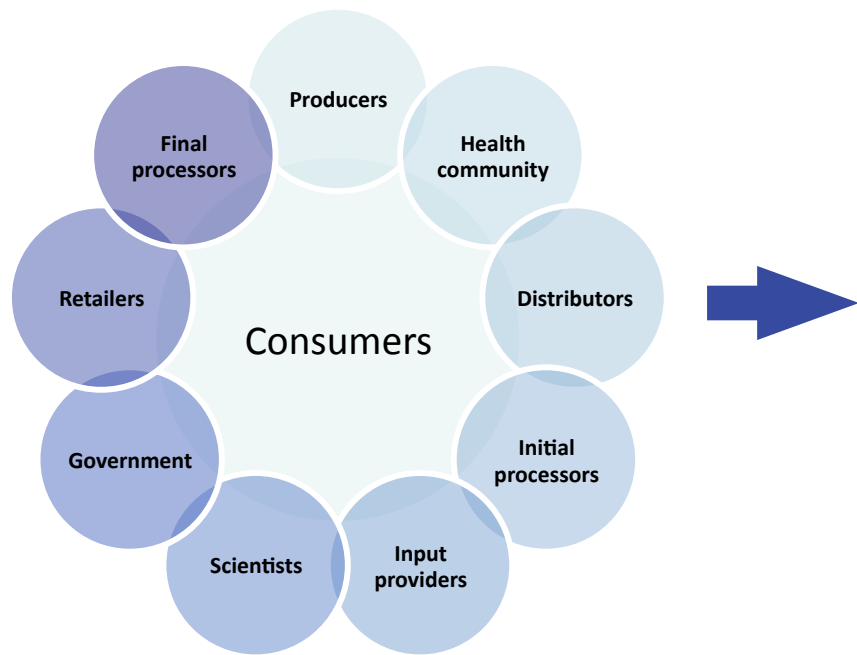 Producers
Health
community
Distributors
Initial
processors
Input
providers
Scientists
Government
Retailers
Final
processors
Consumers